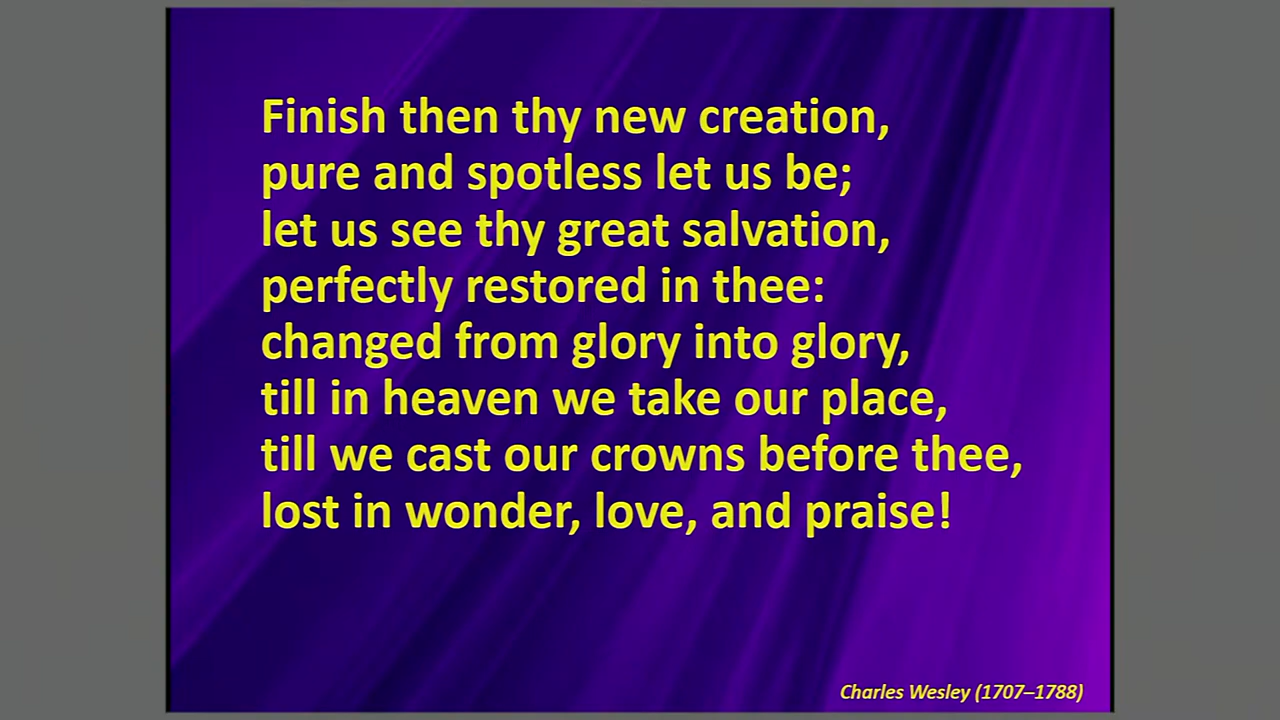 Finish then thy new creation,
pure and spotless let us be;
let us see thy great salvation,
perfectly restored in thee:
changed from glory into glory,
till in heaven we take our place,
till we cast our crowns before thee,
lost in wonder, love, and praise!
Charles Wesley (1707–1788)